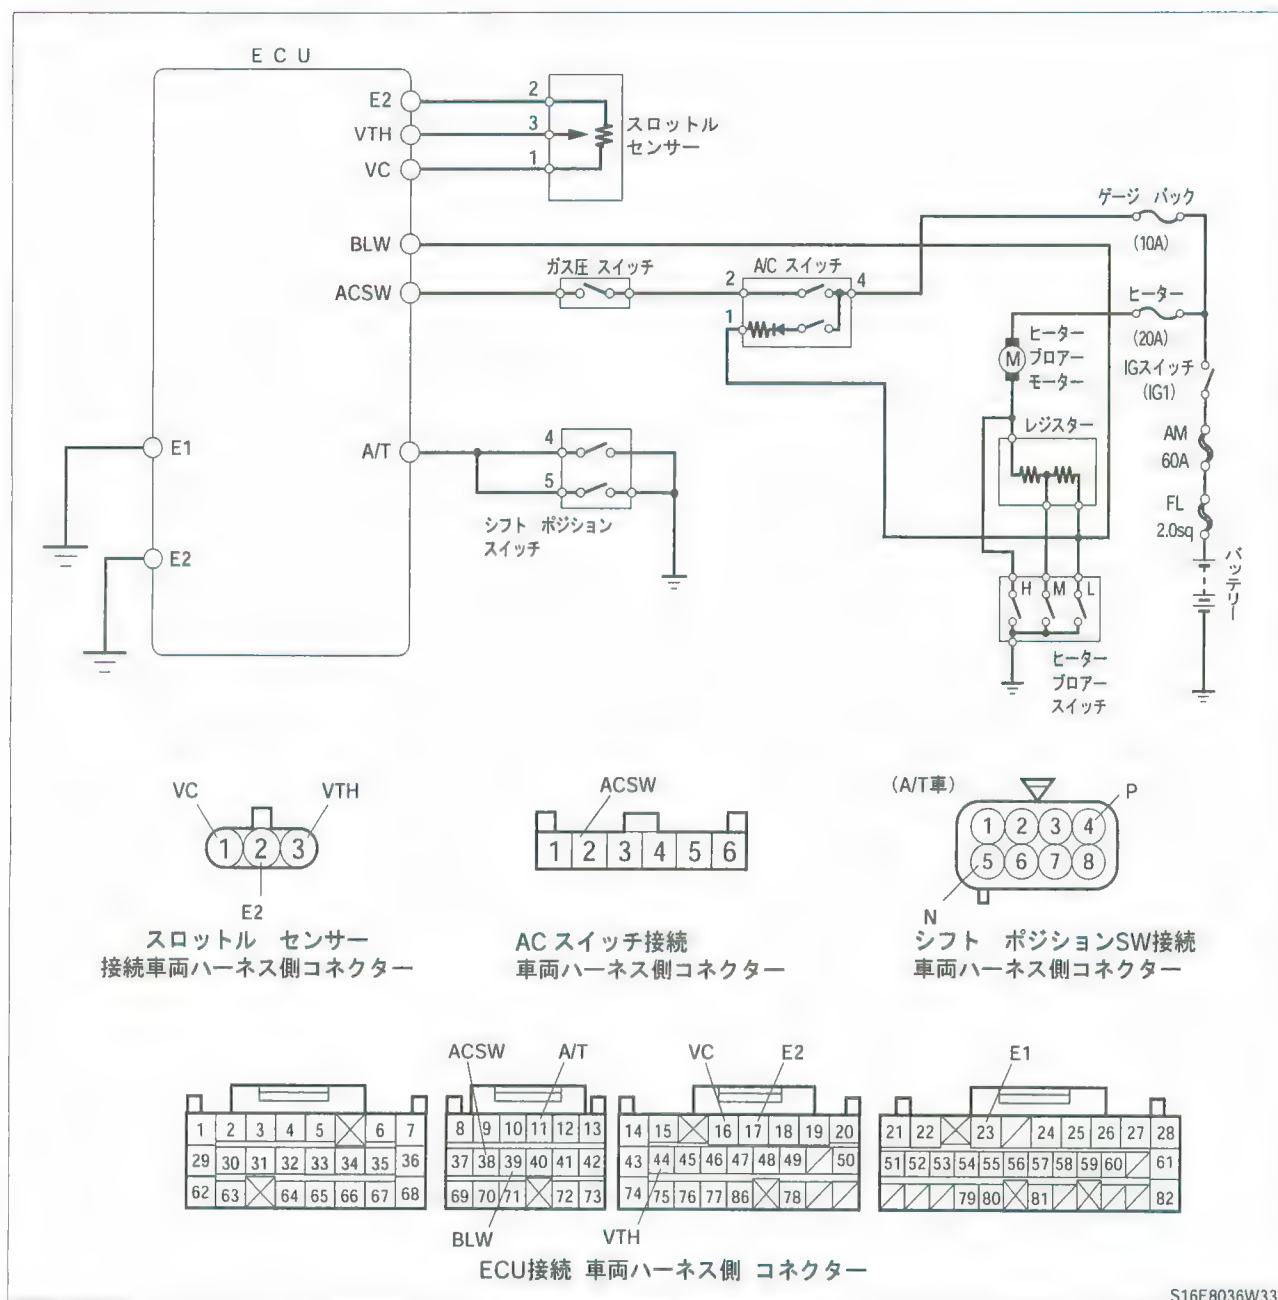 ECU
E2
2
VTH
3
VC
1
スロットル
センサー
BLW
ゲージ バック
(10A)
ACSW
ガス圧 スイッチ
A/C スイッチ
2
4
1
ヒーター
(20A)
ヒーター
ブロアー
モーター
M
IGスイッチ
(IG1)
レジスター
AM
60A
FL
2.0sq
バッテリー
E1
A/T
4
5
シフト ポジション
スイッチ
E2
H M L
ヒーター
ブロアー
スイッチ
VC
VTH
1 2 3
E2
スロットル センサー
接続車両ハーネス側コネクター
ACSW
1 2 3 4 5 6
AC スイッチ接続
車両ハーネス側コネクター
(A/T車)
P
1 2 3 4
5 6 7 8
N
シフト ポジションSW接続
車両ハーネス側コネクター
ACSW A/T VC E2 E1
1 2 3 4 5 6 7
29 30 31 32 33 34 35 36
62 63 64 65 66 67 68
8 9 10 11 12 13
37 38 39 40 41 42
69 70 71 72 73
14 15 16 17 18 19 20
43 44 45 46 47 48 49 50
74 75 76 77 86 78
21 22 23 24 25 26 27 28
51 52 53 54 55 56 57 58 59 60 61
79 80 81 82
BLW
VTH
ECU接続 車両ハーネス側 コネクター
S16E8036W33